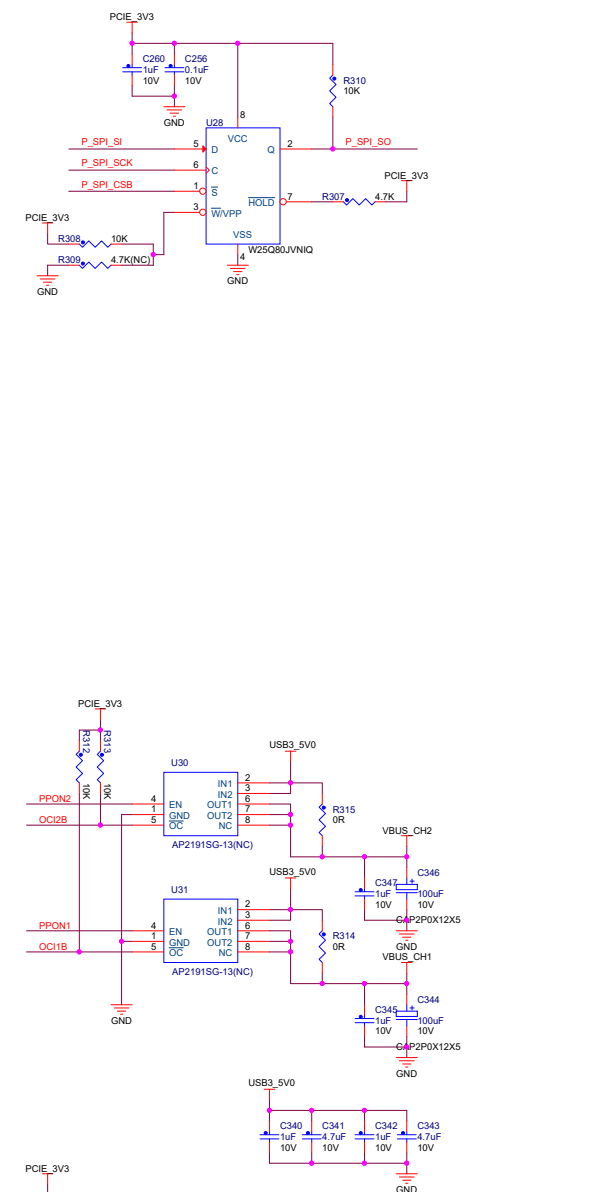 PCIE_3V3
C260
1uF
10V
C256
0.1uF
10V
R310
10K
GND
U28
8
VCC
P_SPI_SI
5
D
Q
2
P_SPI_SO
P_SPI_SCK
6
C
P_SPI_CSB
1
S
HOLD
7
R307
4.7K
PCIE_3V3
3
W/VPP
PCIE_3V3
VSS
W25Q80JVNIQ
4
GND
R308
10K
R309
4.7K(NC)
GND
PCIE_3V3
R312
R313
10K
10K
U30
USB3_5V0
IN1
2
IN2
3
PPON2
4
EN
OUT1
6
1
GND
OUT2
7
OCI2B
5
OC
NC
8
AP2191SG-13(NC)
R315
0R
VBUS_CH2
C347
1uF
10V
C346
100uF
10V
CAP2P0X12X5
GND
U31
USB3_5V0
IN1
2
IN2
3
PPON1
4
EN
OUT1
6
1
GND
OUT2
7
OCI1B
5
OC
NC
8
AP2191SG-13(NC)
R314
0R
VBUS_CH1
C345
1uF
10V
C344
100uF
10V
CAP2P0X12X5
GND
GND
USB3_5V0
C340
1uF
10V
C341
4.7uF
10V
C342
1uF
10V
C343
4.7uF
10V
GND
PCIE_3V3